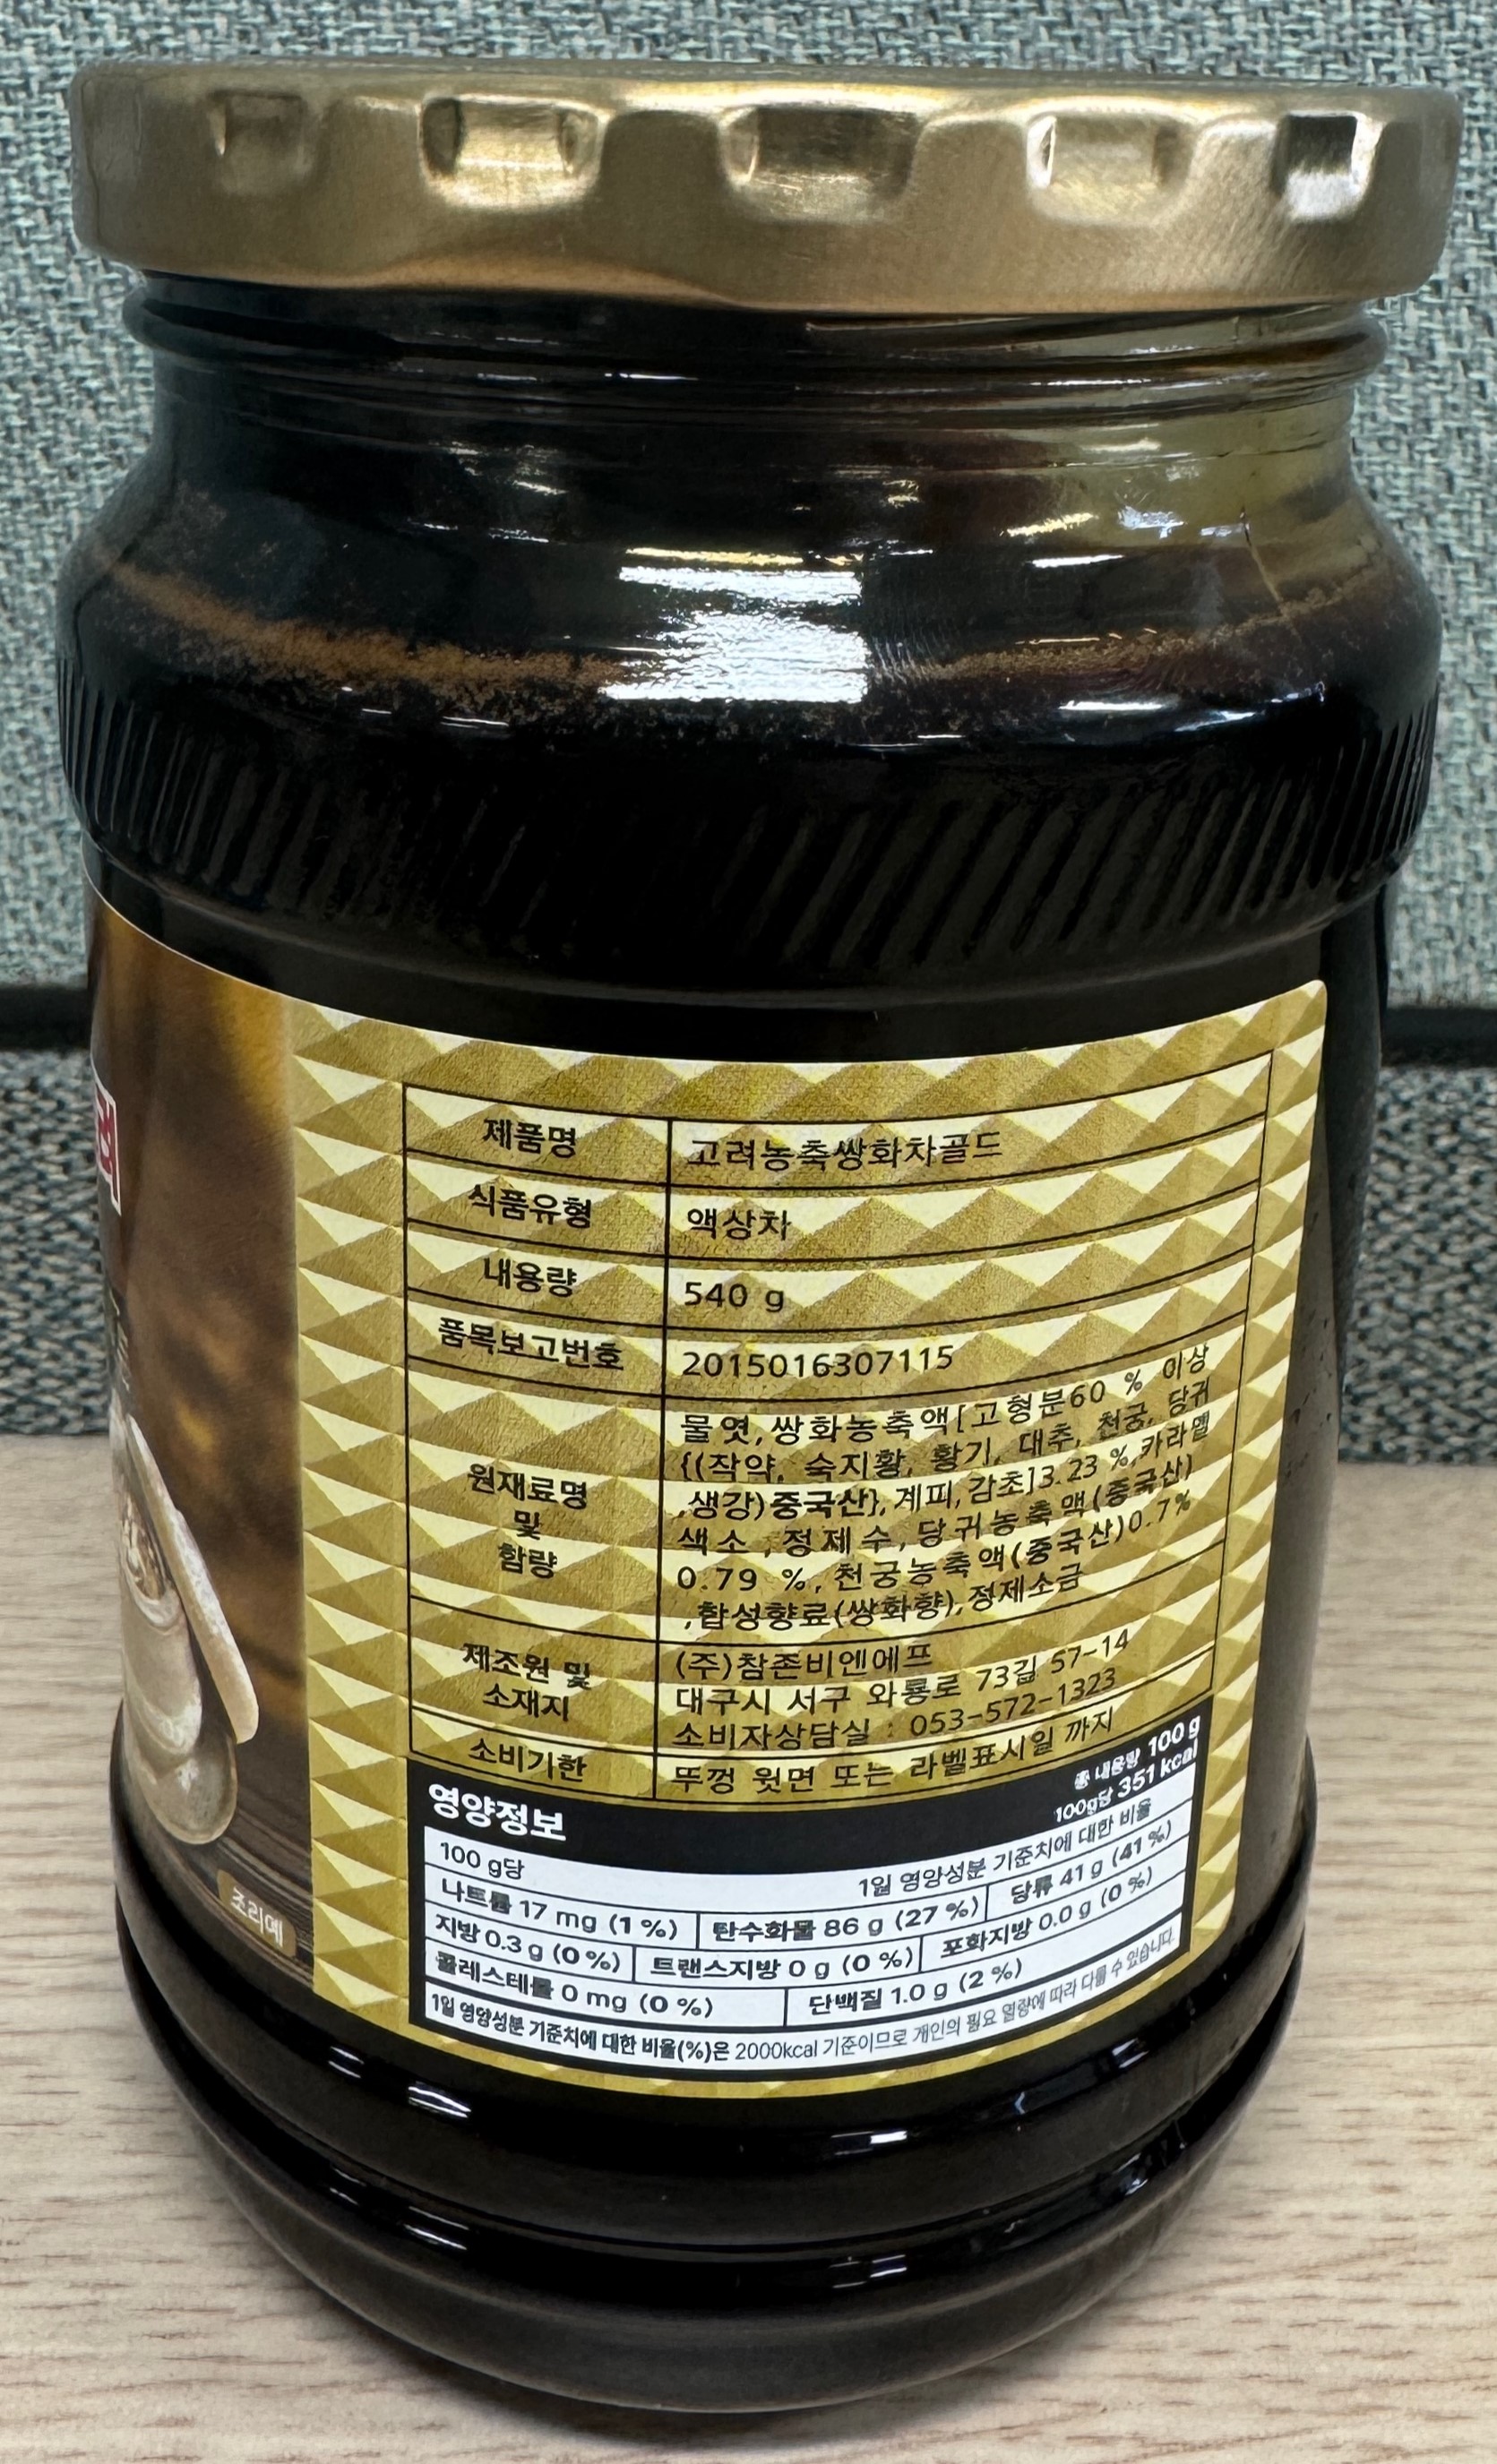 제품명 고려농축쌍화차골드
식품유형 액상차
내용량 540 g
품목보고번호 2015016307115
원재료명
및
함량
물엿,쌍화농축액[고형분60 % 이상
{(작약, 숙지황, 황기, 대추, 천궁, 당귀
,생강)중국산},계피,감초]3.23 %,카라멜
색소 ,정제수,당귀농축액(중국산)
0.79 %,천궁농축액(중국산)0.7%
,합성향료(쌍화향),정제소금
제조원 및
소재지
(주)참존비엔에프
대구시 서구 와룡로 73길 57-14
소비자상담실 : 053-572-1323
소비기한 뚜껑 윗면 또는 라벨표시일 까지
영양정보
총 내용량 100 g
100g당 351 kcal
100 g당 1일 영양성분 기준치에 대한 비율
나트륨 17 mg (1 %) 탄수화물 86 g (27 %) 당류 41 g (41 %)
지방 0.3 g (0 %) 트랜스지방 0 g (0 %) 포화지방 0.0 g (0 %)
콜레스테롤 0 mg (0 %) 단백질 1.0 g (2 %)
1일 영양성분 기준치에 대한 비율(%)은 2000kcal 기준이므로 개인의 필요 열량에 따라 다를 수 있습니다.
조리예